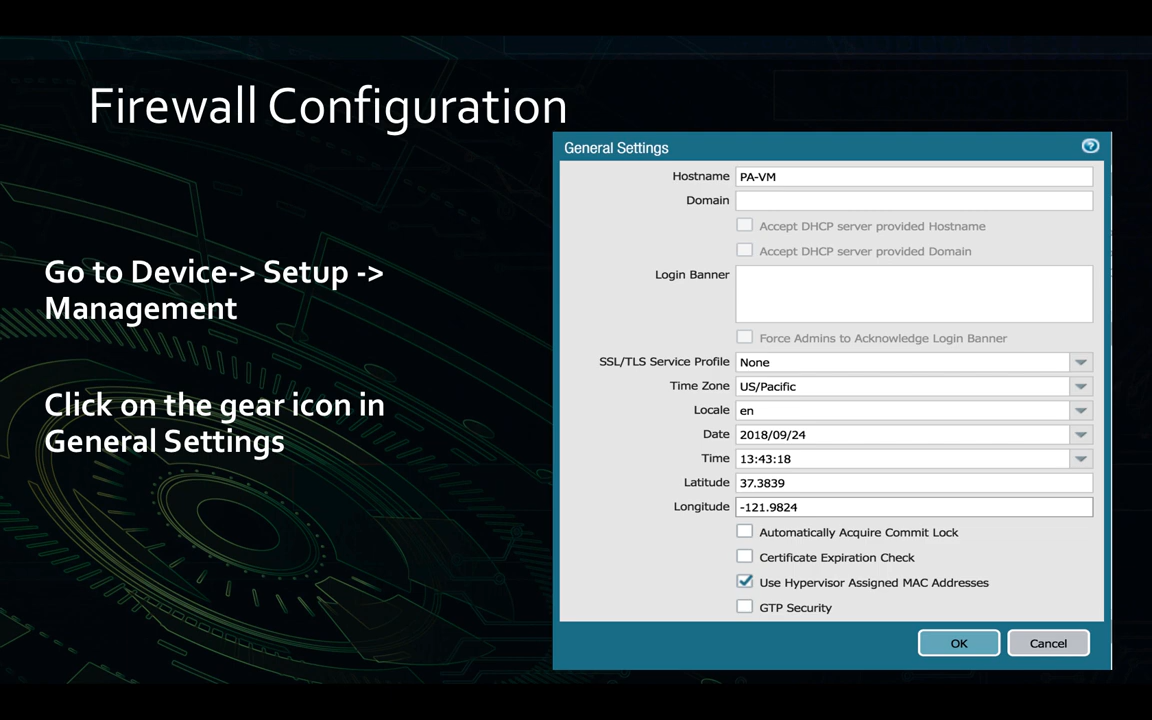 Firewall Configuration
Go to Device-> Setup ->
Management
Click on the gear icon in
General Settings
General Settings
Hostname PA-VM
Domain
Accept DHCP server provided Hostname
Accept DHCP server provided Domain
Login Banner
Force Admins to Acknowledge Login Banner
SSL/TLS Service Profile None
Time Zone US/Pacific
Locale en
Date 2018/09/24
Time 13:43:18
Latitude 37.3839
Longitude -121.9824
Automatically Acquire Commit Lock
Certificate Expiration Check
Use Hypervisor Assigned MAC Addresses
GTP Security
OK Cancel